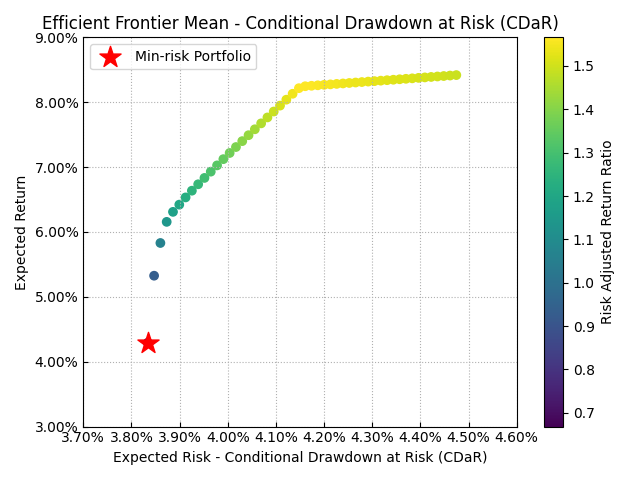 Efficient Frontier Mean - Conditional Drawdown at Risk (CDaR)
Min-risk Portfolio
9.00%
8.00%
7.00%
6.00%
5.00%
4.00%
3.00%
Expected Return
3.70% 3.80% 3.90% 4.00% 4.10% 4.20% 4.30% 4.40% 4.50% 4.60%
Expected Risk - Conditional Drawdown at Risk (CDaR)
1.5
1.4
1.3
1.2
1.1
1.0
0.9
0.8
0.7
Risk Adjusted Return Ratio